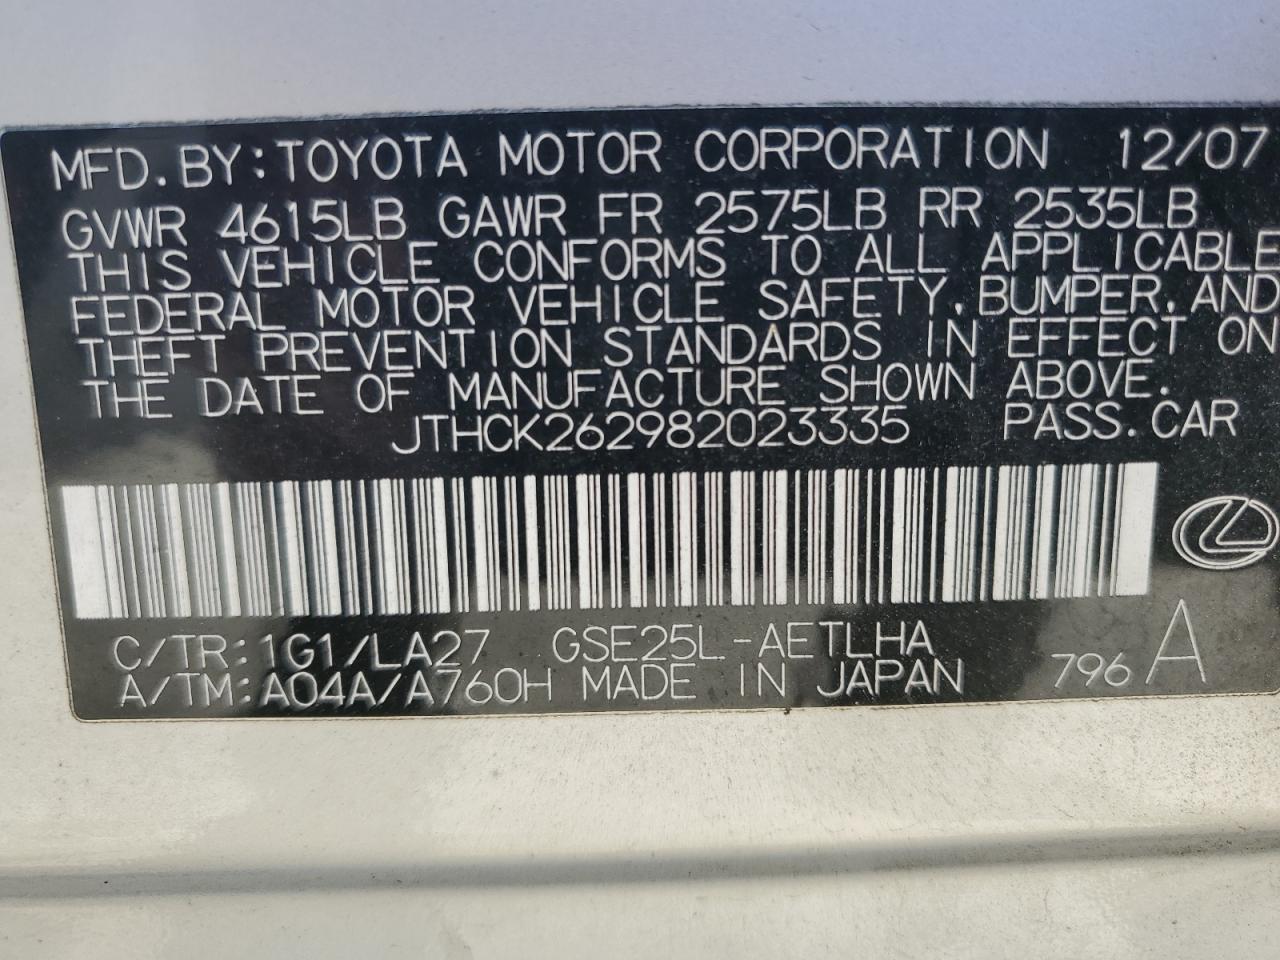 MFD. BY: TOYOTA MOTOR CORPORATION 12/07
GVWR 4615LB GAWR FR 2575LB RR 2535LB
THIS VEHICLE CONFORMS TO ALL APPLICABLE
FEDERAL MOTOR VEHICLE SAFETY, BUMPER, AND
THEFT PREVENTION STANDARDS IN EFFECT ON
THE DATE OF MANUFACTURE SHOWN ABOVE.
JTHCK262982023335 PASS. CAR
C/TR: 1G1/LA27 GSE25L-AETLHA
A/TM: A04A/A760H MADE IN JAPAN 796 A